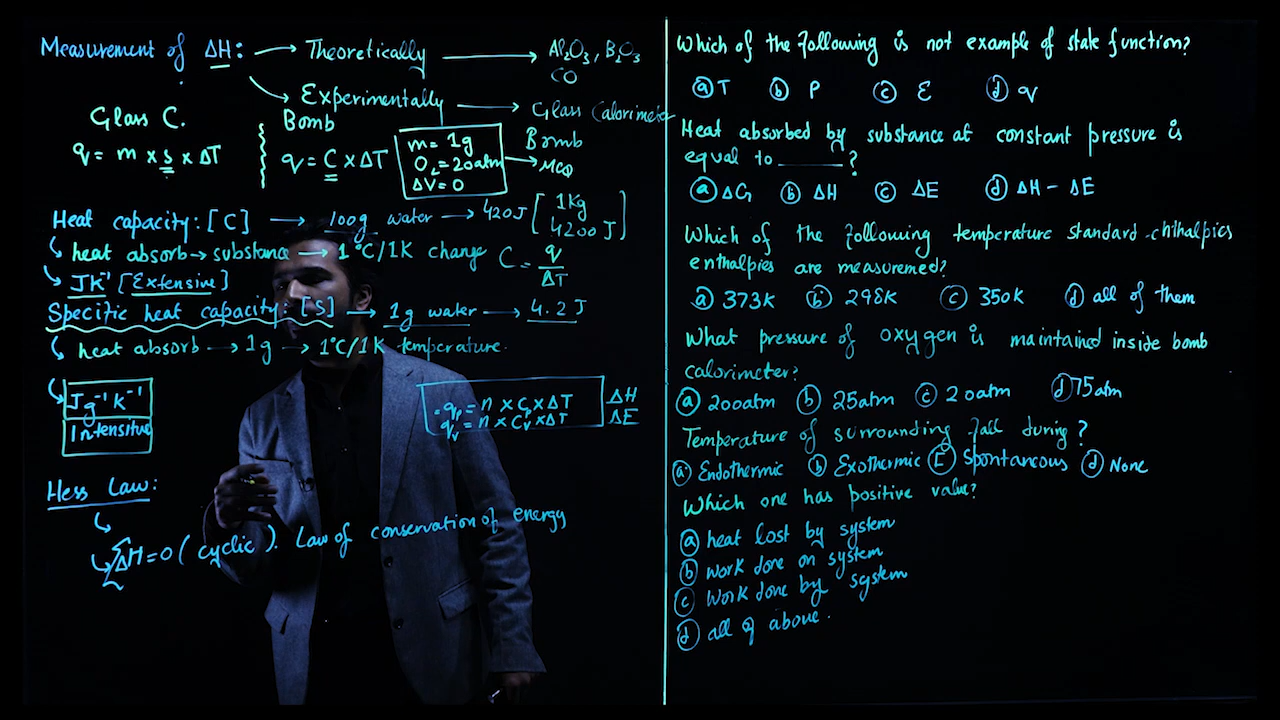 Measurement of ΔH: → Theoretically → Al₂O₃, B₂O₃
CO
→ Experimentally → Glass Calorimeter
Bomb
Glass C.
q = m × s × ΔT
Bomb
q = C × ΔT
m = 1g
O₂ = 20atm → MCQ
ΔV = 0
Heat capacity: [C] → 100g water → 420J [1Kg
4200J]
heat absorb → substance → 1°C/1K change C = q/ΔT
JK⁻¹ [Extensive]
Specific heat capacity: [S] → 1g water → 4.2 J
heat absorb → 1g → 1°C/1K temperature.
Jg⁻¹K⁻¹
Intensitive
qp = n × Cp × ΔT ΔH
qv = n × Cv × ΔT ΔE
Hess Law:
ΣΔH = 0 (cyclic). Law of conservation of energy
Which of the following is not example of state function?
(a) T (b) P (c) E (d) q
Heat absorbed by substance at constant pressure is
equal to ______?
(a) ΔG (b) ΔH (c) ΔE (d) ΔH - ΔE
Which of the following temperature standard
enthalpies are measuremed?
(a) 373K (b) 298K (c) 350K (d) all of them
What pressure of oxygen is maintained inside bomb
calorimeter?
(a) 200atm (b) 25atm (c) 20atm (d) 75atm
Temperature of surrounding fall during?
(a) Endothermic (b) Exothermic (E) Spontaneous (d) None
Which one has positive value?
(a) heat lost by system
(b) work done on system
(c) work done by system
(d) all of above.